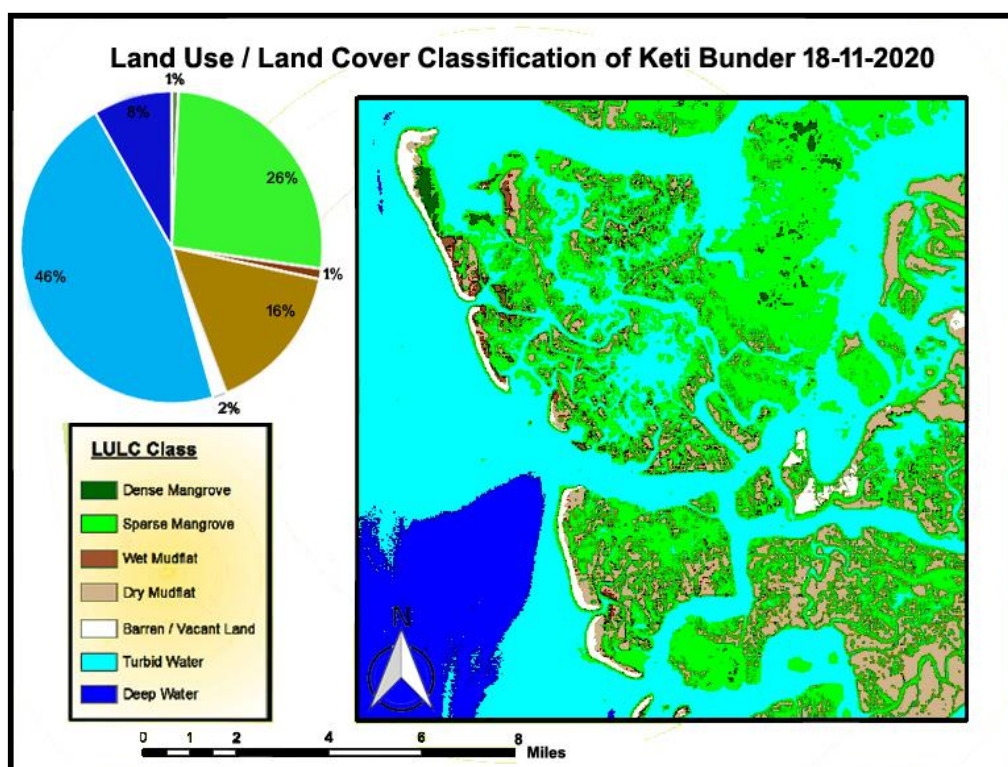 Land Use / Land Cover Classification of Keti Bunder 18-11-2020
1%
8%
26%
46%
1%
16%
2%
LULC Class
Dense Mangrove
Sparse Mangrove
Wet Mudflat
Dry Mudflat
Barren / Vacant Land
Turbid Water
Deep Water
N
0 1 2 4 6 8
Miles